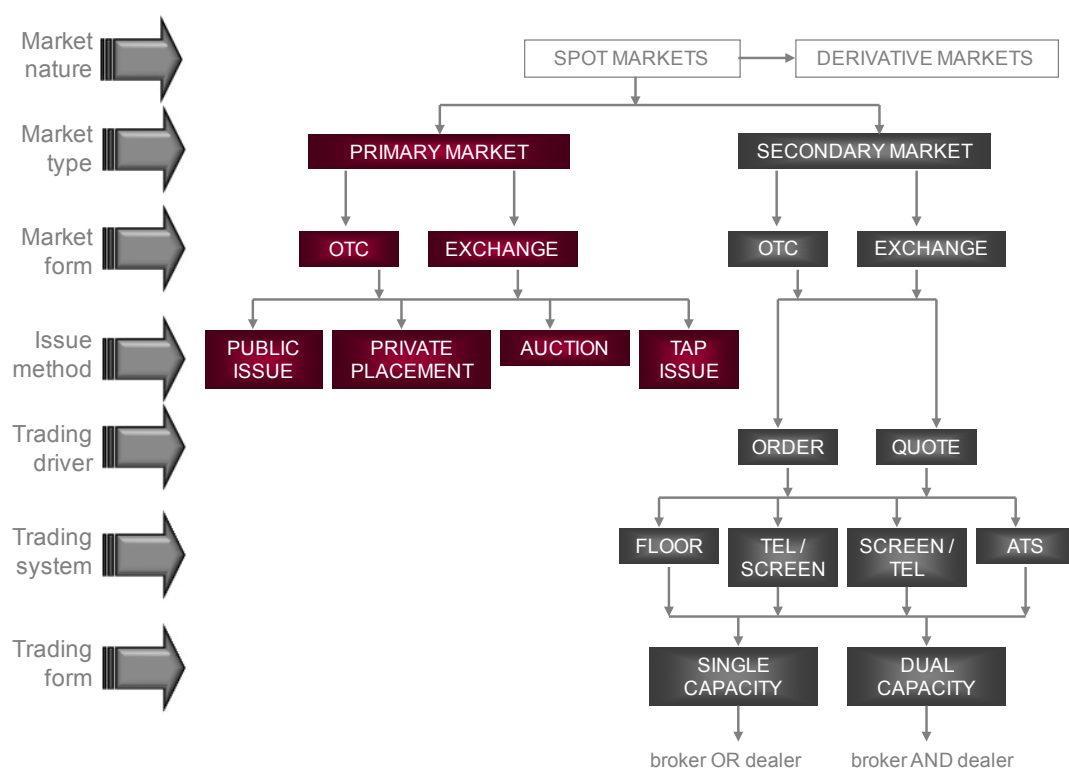 Market
nature
SPOT MARKETS
DERIVATIVE MARKETS
Market
type
PRIMARY MARKET
SECONDARY MARKET
Market
form
OTC
EXCHANGE
OTC
EXCHANGE
Issue
method
PUBLIC
ISSUE
PRIVATE
PLACEMENT
AUCTION
TAP
ISSUE
Trading
driver
ORDER
QUOTE
Trading
system
FLOOR
TEL /
SCREEN
SCREEN /
TEL
ATS
Trading
form
SINGLE
CAPACITY
DUAL
CAPACITY
broker OR dealer
broker AND dealer